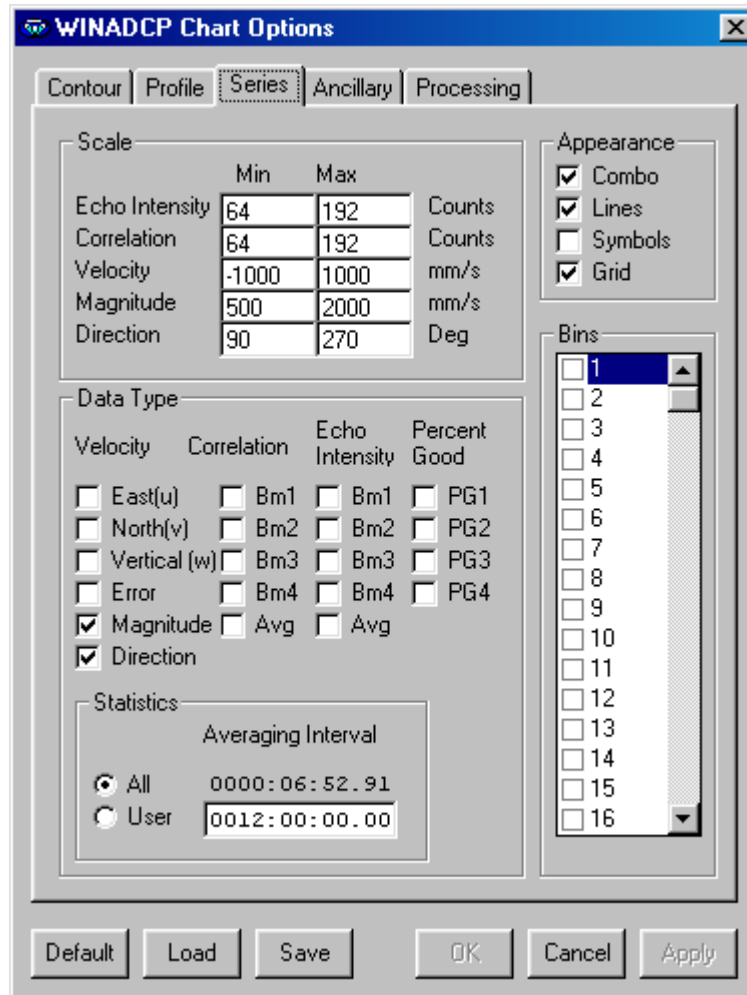 WINADCP Chart Options
Contour Profile Series Ancillary Processing
Scale
Min Max
Echo Intensity 64 192 Counts
Correlation 64 192 Counts
Velocity -1000 1000 mm/s
Magnitude 500 2000 mm/s
Direction 90 270 Deg
Appearance
Combo
Lines
Symbols
Grid
Data Type
Velocity Correlation Echo Intensity Percent Good
East(u) Bm1 Bm1 PG1
North(v) Bm2 Bm2 PG2
Vertical (w) Bm3 Bm3 PG3
Error Bm4 Bm4 PG4
Magnitude Avg Avg
Direction
Statistics
Averaging Interval
All 0000:06:52.91
User 0012:00:00.00
Bins
1
2
3
4
5
6
7
8
9
10
11
12
13
14
15
16
Default Load Save OK Cancel Apply